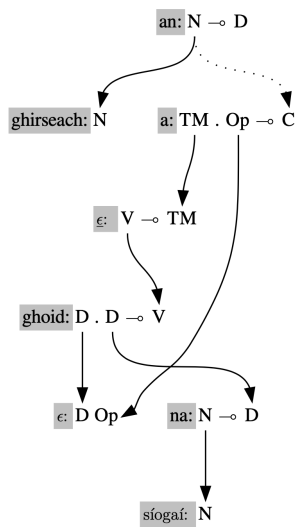 an: N ⊸ D
ghirseach: N a: TM . Op ⊸ C
ϵ: V ⊸ TM
ghoid: D . D ⊸ V
ϵ: D Op na: N ⊸ D
síogaí: N